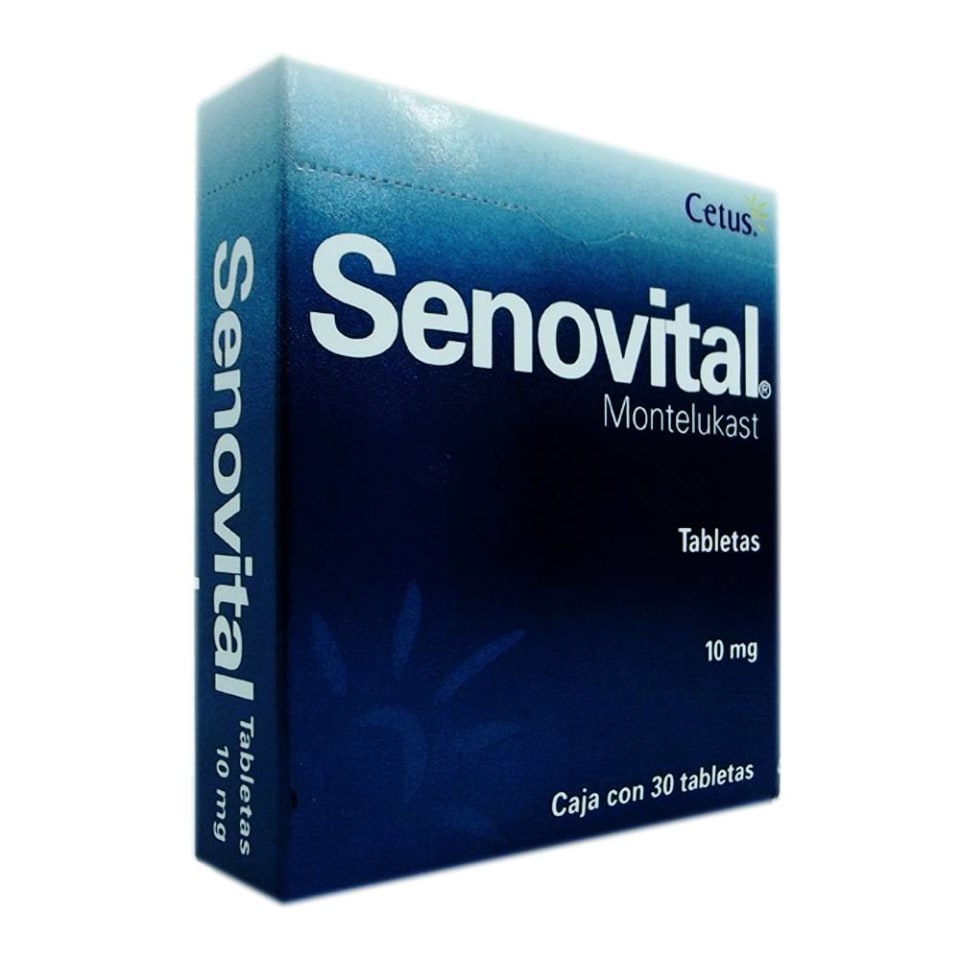 Cetus.
Senovital®
Montelukast
Tabletas
10 mg
Caja con 30 tabletas
Senovital Tabletas
10 mg